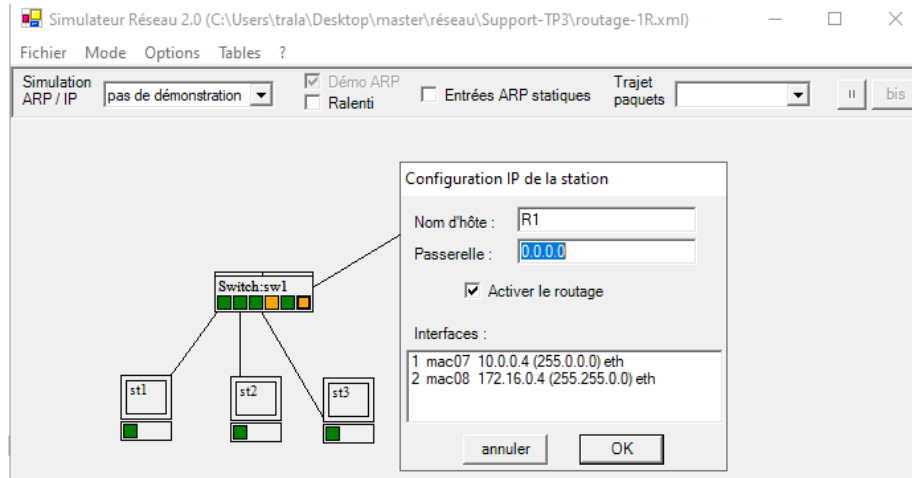 Simulateur Réseau 2.0 (C:\Users\trala\Desktop\master\réseau\Support-TP3\routage-1R.xml)
Fichier Mode Options Tables ?
Simulation ARP / IP
pas de démonstration
Démo ARP
Ralenti
Entrées ARP statiques
Trajet paquets
II
bis
Configuration IP de la station
Nom d'hôte :
R1
Passerelle :
0.0.0.0
Activer le routage
Interfaces :
1 mac07 10.0.0.4 (255.0.0.0) eth
2 mac08 172.16.0.4 (255.255.0.0) eth
annuler
OK
Switch:sw1
st1
st2
st3